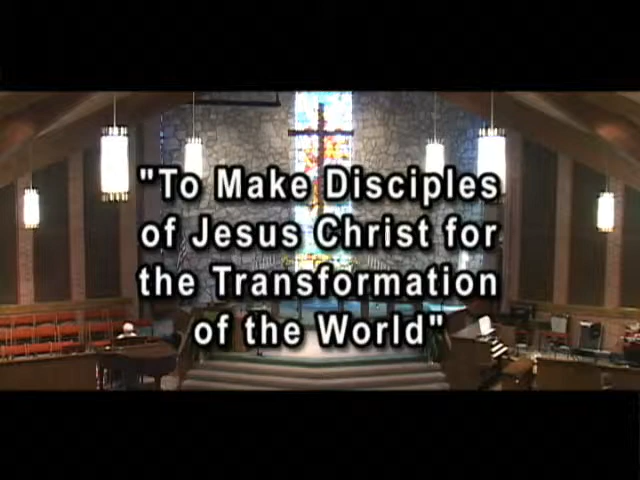 "To Make Disciples
of Jesus Christ for
the Transformation
of the World"